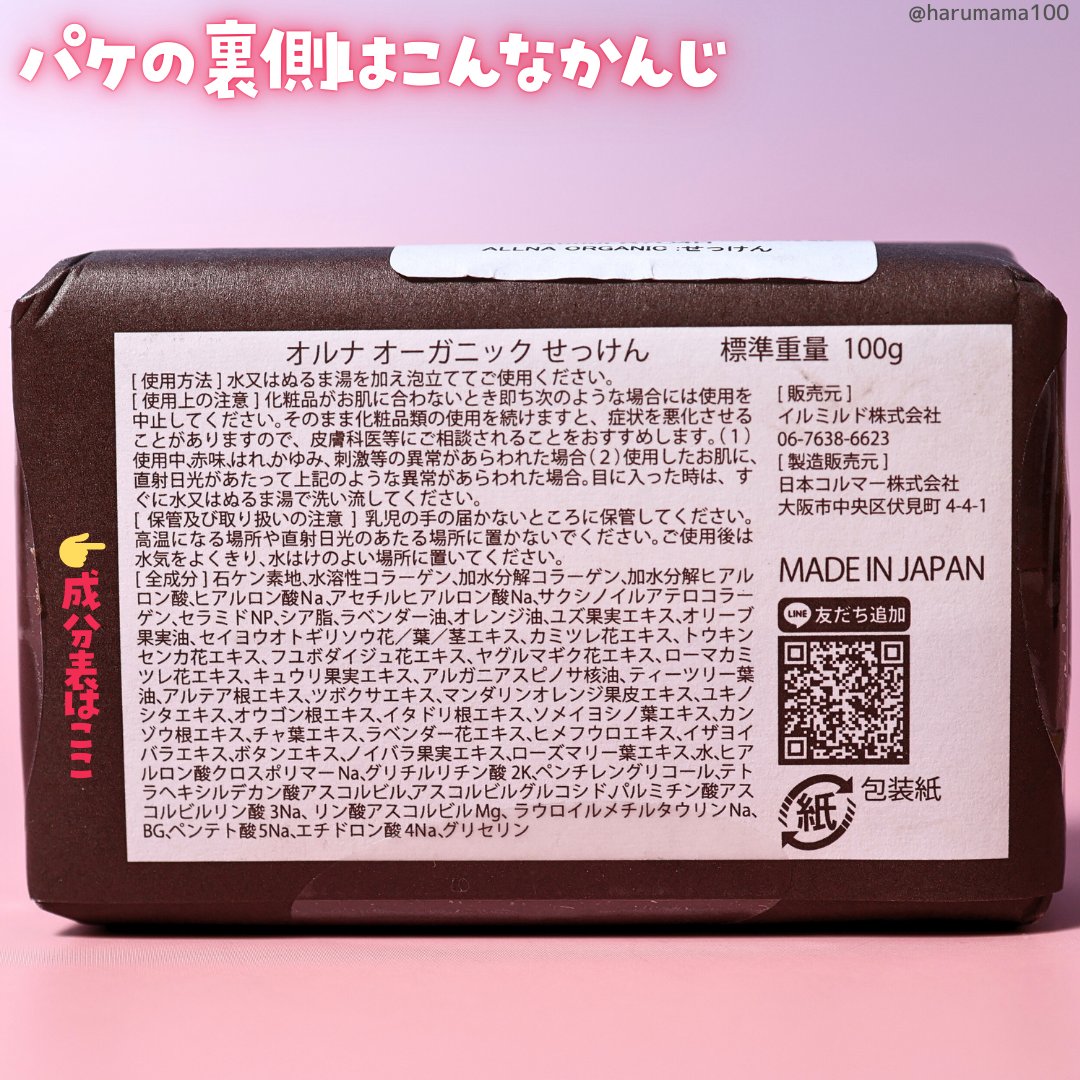 @harumama100
パケの裏側はこんなかんじ
ALLNA ORGANIC :せっけん
オルナ オーガニック せっけん 標準重量 100g
[ 使用方法 ] 水又はぬるま湯を加え泡立ててご使用ください。
[ 使用上の注意 ] 化粧品がお肌に合わないとき即ち次のような場合には使用を
中止してください。そのまま化粧品類の使用を続けますと、症状を悪化させる
ことがありますので、皮膚科医等にご相談されることをおすすめします。(1)
使用中、赤味、はれ、かゆみ、刺激等の異常があらわれた場合(2)使用したお肌に、
直射日光があたって上記のような異常があらわれた場合。目に入った時は、す
ぐに水又はぬるま湯で洗い流してください。
[ 保管及び取り扱いの注意 ] 乳児の手の届かないところに保管してください。
高温になる場所や直射日光のあたる場所に置かないでください。ご使用後は
水気をよくきり、水はけのよい場所に置いてください。
[ 全成分 ] 石ケン素地、水溶性コラーゲン、加水分解コラーゲン、加水分解ヒアル
ロン酸、ヒアルロン酸Na、アセチルヒアルロン酸Na、サクシノイルアテロコラー
ゲン、セラミドNP、シア脂、ラベンダー油、オレンジ油、ユズ果実エキス、オリーブ
果実油、セイヨウオトギリソウ花/葉/茎エキス、カミツレ花エキス、トウキン
センカ花エキス、フユボダイジュ花エキス、ヤグルマギク花エキス、ローマカミ
ツレ花エキス、キュウリ果実エキス、アルガニアスピノサ核油、ティーツリー葉
油、アルテア根エキス、ツボクサエキス、マンダリンオレンジ果皮エキス、ユキノ
シタエキス、オウゴン根エキス、イタドリ根エキス、ソメイヨシノ葉エキス、カン
ゾウ根エキス、チャ葉エキス、ラベンダー花エキス、ヒメフウロエキス、イザヨイ
バラエキス、ボタンエキス、ノイバラ果実エキス、ローズマリー葉エキス、水、ヒア
ルロン酸クロスポリマーNa、グリチルリチン酸 2K、ペンチレングリコール、テト
ラヘキシルデカン酸アスコルビル、アスコルビルグルコシド、パルミチン酸アス
コルビルリン酸 3Na、リン酸アスコルビルMg、ラウロイルメチルタウリンNa、
BG、ペンテト酸5Na、エチドロン酸4Na、グリセリン
[ 販売元 ]
イルミルド株式会社
06-7638-6623
[ 製造販売元 ]
日本コルマー株式会社
大阪市中央区伏見町 4-4-1
MADE IN JAPAN
LINE 友だち追加
紙 包装紙
成分表はここ